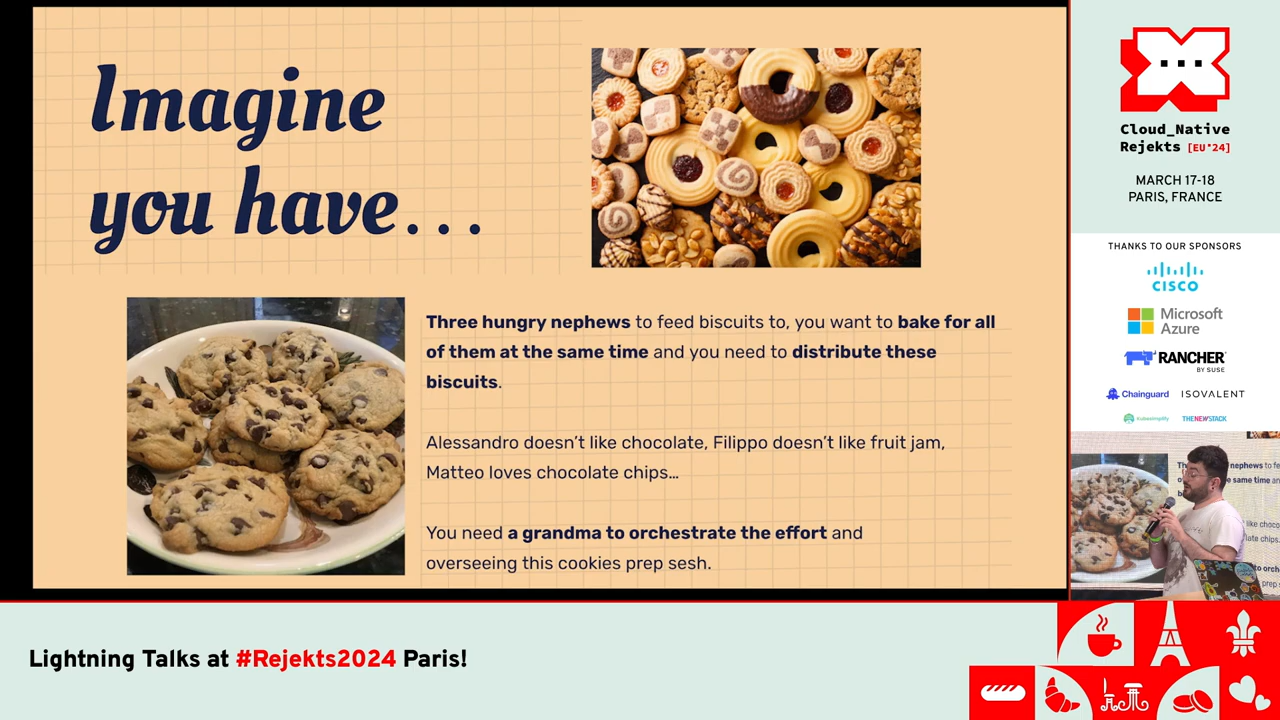 Imagine
you have...
Three hungry nephews to feed biscuits to, you want to bake for all
of them at the same time and you need to distribute these
biscuits.
Alessandro doesn't like chocolate, Filippo doesn't like fruit jam,
Matteo loves chocolate chips...
You need a grandma to orchestrate the effort and
overseeing this cookies prep sesh.
Cloud_Native
Rejekts [EU'24]
MARCH 17-18
PARIS, FRANCE
THANKS TO OUR SPONSORS
CISCO
Microsoft
Azure
RANCHER
BY SUSE
Chainguard
ISOVALENT
kubesimplify
THENEWSTACK
Lightning Talks at #Rejekts2024 Paris!